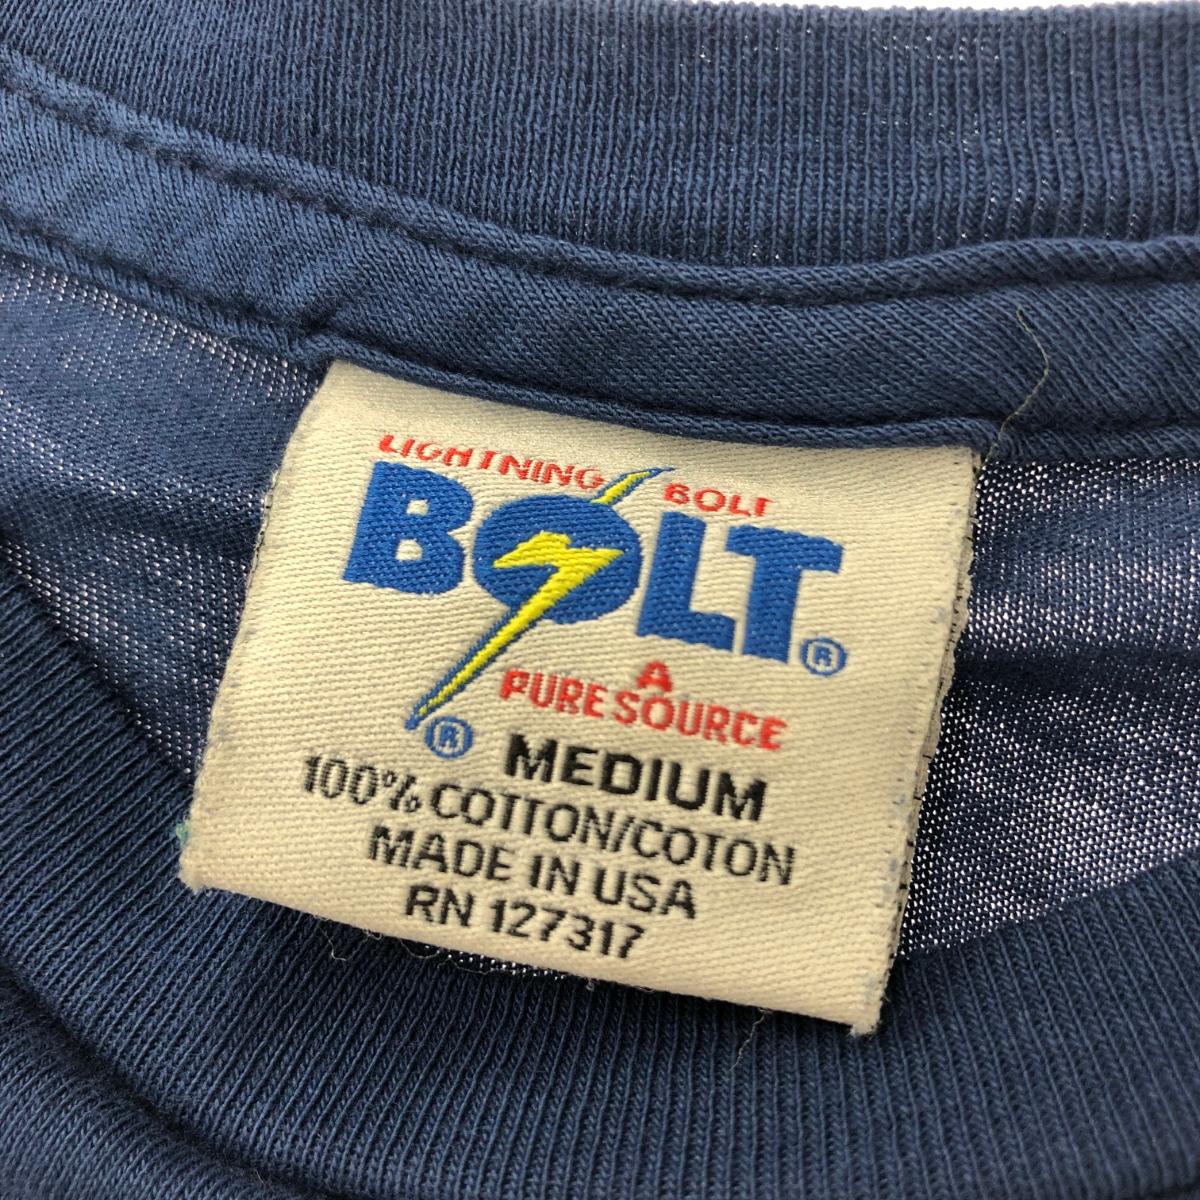 LIGHTNING BOLT
BOLT®
A
PURE SOURCE
®
MEDIUM
100% COTTON/COTON
MADE IN USA
RN 127317